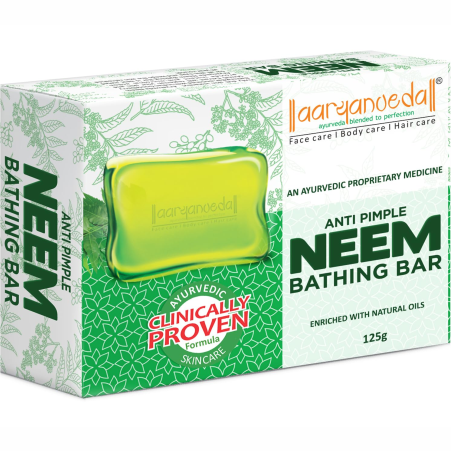 ||aaryanveda||®
ayurveda blended to perfection
Face care | Body care | Hair care
AN AYURVEDIC PROPRIETARY MEDICINE
ANTI PIMPLE
NEEM
BATHING BAR
ENRICHED WITH NATURAL OILS
125g
||aaryanveda||
AYURVEDIC
CLINICALLY
PROVEN
Formula
SKINCARE
ANTI PIMPLE
NEEM
BATHING BAR